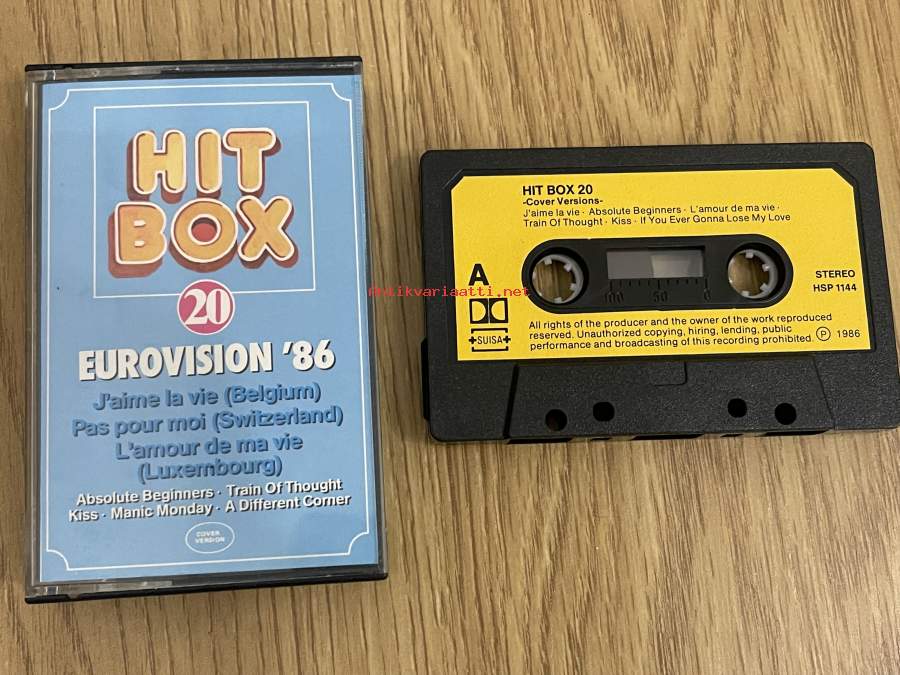 HIT
BOX
20
EUROVISION '86
J'aime la vie (Belgium)
Pas pour moi (Switzerland)
L'amour de ma vie
(Luxembourg)
Absolute Beginners · Train Of Thought
Kiss · Manic Monday · A Different Corner
COVER
VERSION
HIT BOX 20
-Cover Versions-
J'aime la vie · Absolute Beginners · L'amour de ma vie ·
Train Of Thought · Kiss · If You Ever Gonna Lose My Love
A
100 50 0
STEREO
HSP 1144
SUISA
All rights of the producer and the owner of the work reproduced
reserved. Unauthorized copying, hiring, lending, public
performance and broadcasting of this recording prohibited. Ⓟ 1986
antikvariaatti.net